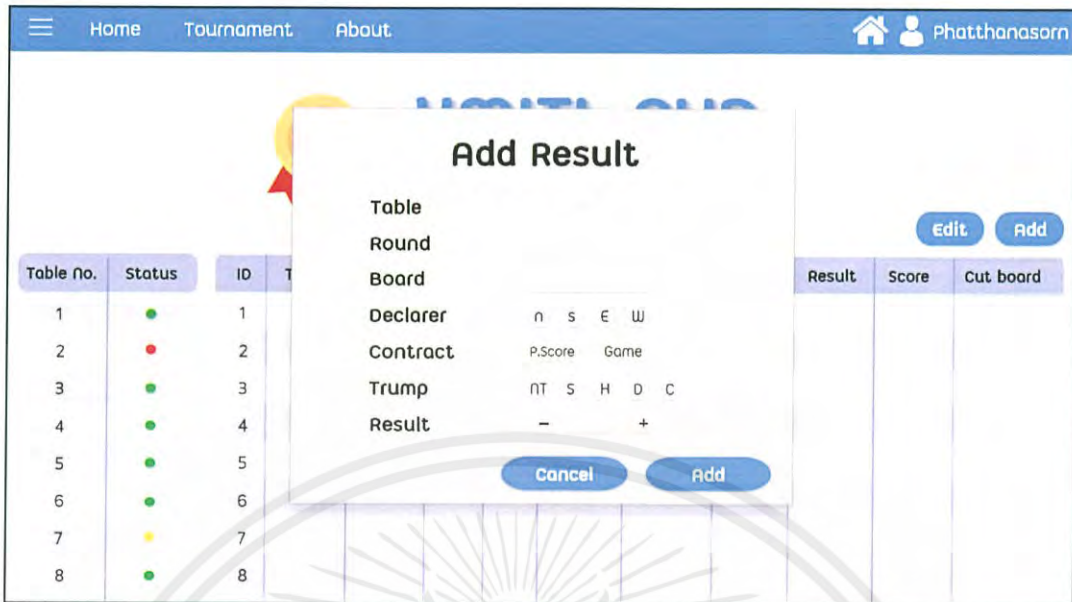 Home Tournament About Phatthanasorn
Add Result
Table
Round
Board
Declarer N S E W
Contract P.Score Game
Trump NT S H D C
Result - +
Cancel Add
Edit Add
Table No. Status ID Result Score Cut board
1 1
2 2
3 3
4 4
5 5
6 6
7 7
8 8